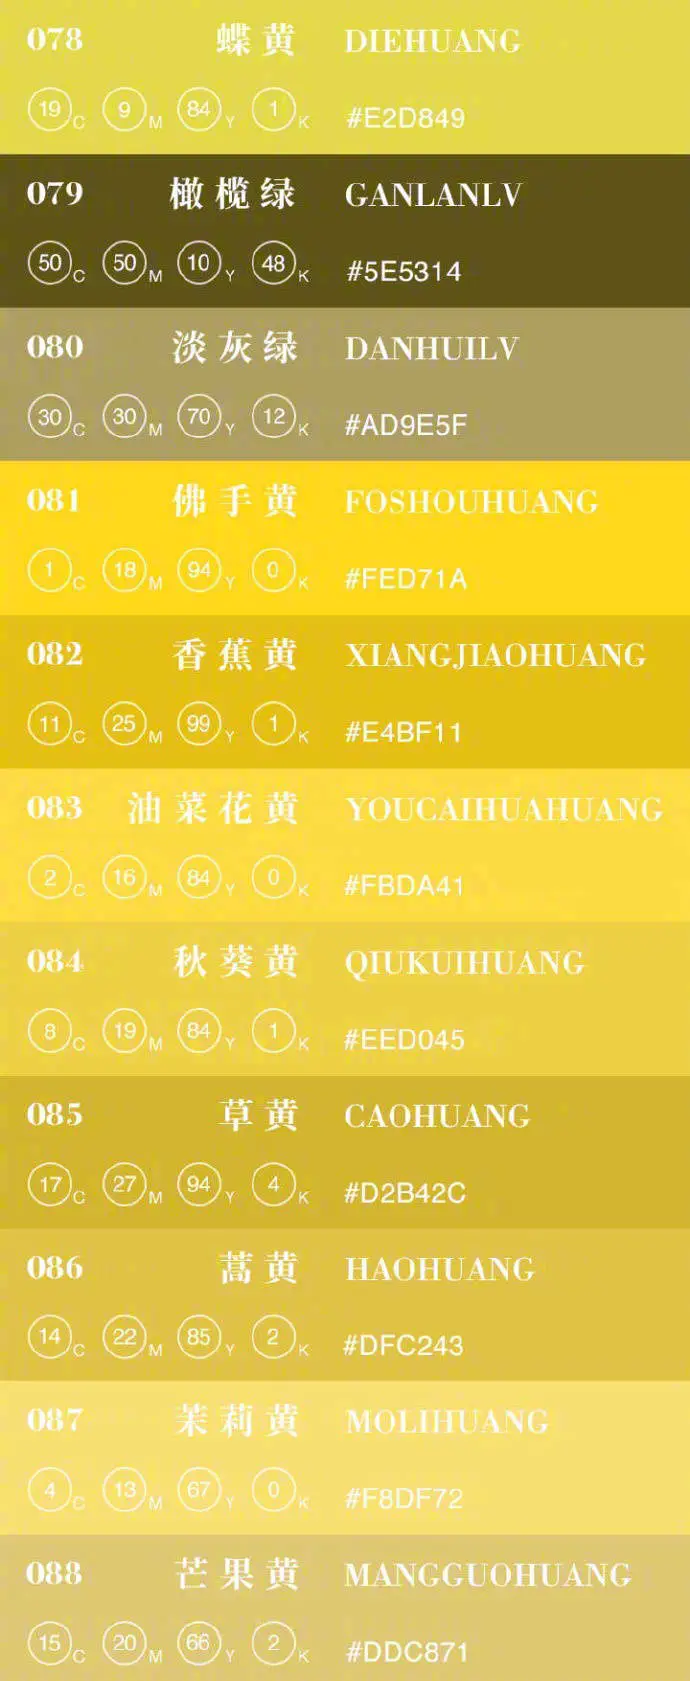 078 蝶黄 DIEHUANG
19 C 9 M 84 Y 1 K #E2D849
079 橄榄绿 GANLANLV
50 C 50 M 10 Y 48 K #5E5314
080 淡灰绿 DANHUILV
30 C 30 M 70 Y 12 K #AD9E5F
081 佛手黄 FOSHOUHUANG
1 C 18 M 94 Y 0 K #FED71A
082 香蕉黄 XIANGJIAOHUANG
11 C 25 M 99 Y 1 K #E4BF11
083 油菜花黄 YOUCAIHUAHUANG
2 C 16 M 84 Y 0 K #FBDA41
084 秋葵黄 QIUKUIHUANG
8 C 19 M 84 Y 1 K #EED045
085 草黄 CAOHUANG
17 C 27 M 94 Y 4 K #D2B42C
086 蒿黄 HAOHUANG
14 C 22 M 85 Y 2 K #DFC243
087 茉莉黄 MOLIHUANG
4 C 13 M 67 Y 0 K #F8DF72
088 芒果黄 MANGGUOHUANG
15 C 20 M 66 Y 2 K #DDC871